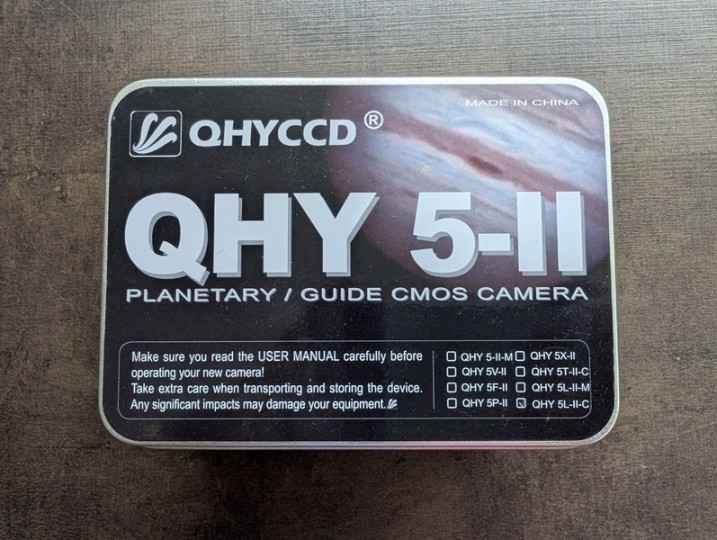 MADE IN CHINA
QHYCCD®
QHY 5-II
PLANETARY / GUIDE CMOS CAMERA
Make sure you read the USER MANUAL carefully before
operating your new camera!
Take extra care when transporting and storing the device.
Any significant impacts may damage your equipment.
☐ QHY 5-II-M ☐ QHY 5X-II
☐ QHY 5V-II ☐ QHY 5T-II-C
☐ QHY 5F-II ☐ QHY 5L-II-M
☐ QHY 5P-II ☑ QHY 5L-II-C